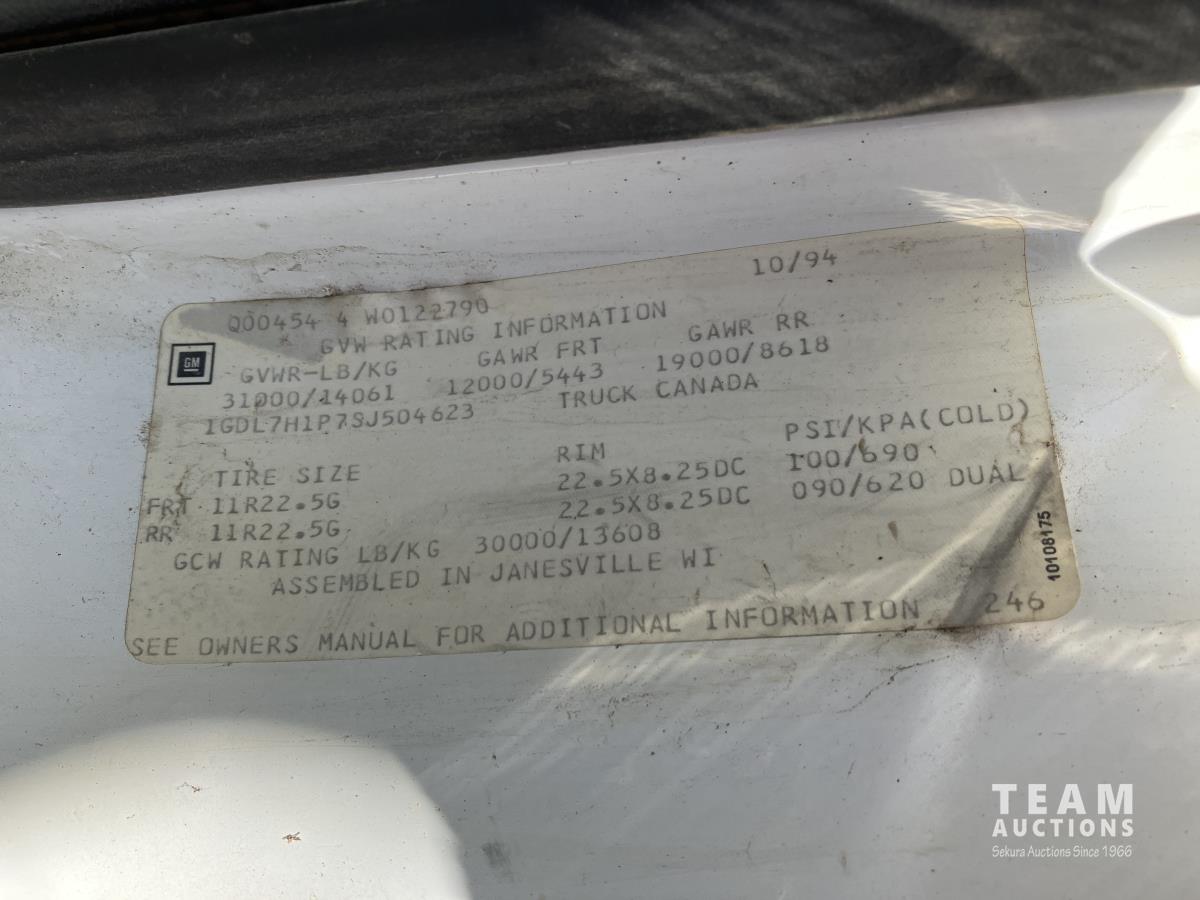 10/94
Q00454 4 W0122790
GVW RATING INFORMATION
GM
GVWR-LB/KG GAWR FRT GAWR RR
31000/14061 12000/5443 19000/8618
1GDL7H1P7SJ504623 TRUCK CANADA
TIRE SIZE RIM PSI/KPA(COLD)
FRT 11R22.5G 22.5X8.25DC 100/690
RR 11R22.5G 22.5X8.25DC 090/620 DUAL
GCW RATING LB/KG 30000/13608
ASSEMBLED IN JANESVILLE WI
10108175
SEE OWNERS MANUAL FOR ADDITIONAL INFORMATION 246
TEAM
AUCTIONS
Sekura Auctions Since 1966